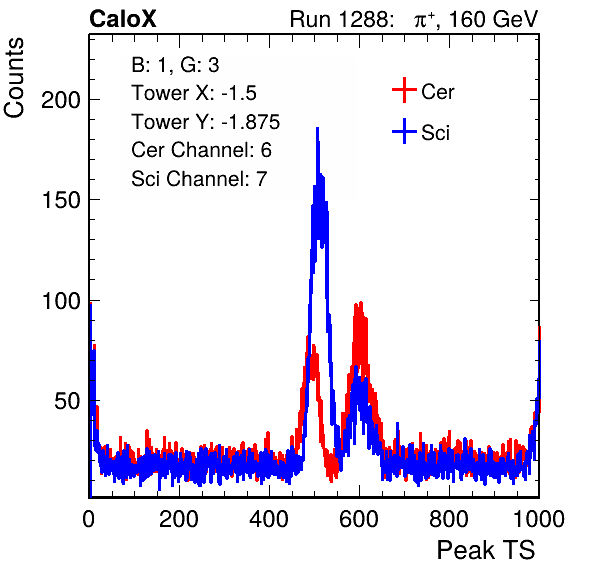 CaloX
Run 1288: π⁺, 160 GeV
Counts
B: 1, G: 3
Tower X: -1.5
Tower Y: -1.875
Cer Channel: 6
Sci Channel: 7
Cer
Sci
200
150
100
50
0 200 400 600 800 1000
Peak TS